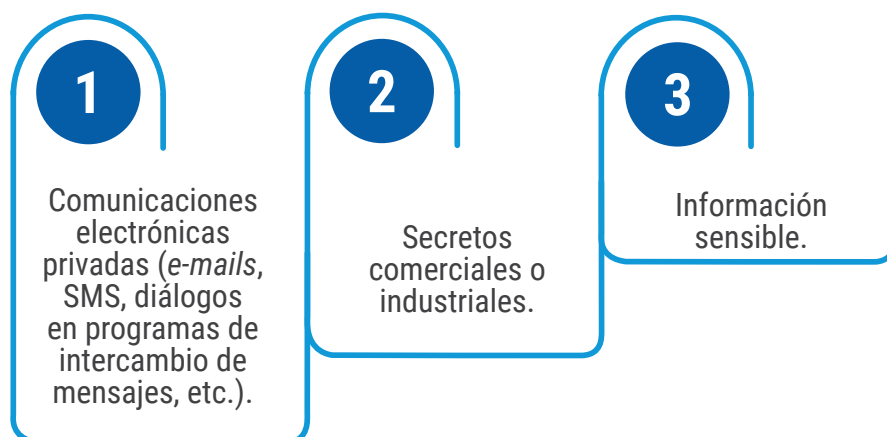 1
Comunicaciones
electrónicas
privadas (e-mails,
SMS, diálogos
en programas de
intercambio de
mensajes, etc.).
2
Secretos
comerciales o
industriales.
3
Información
sensible.